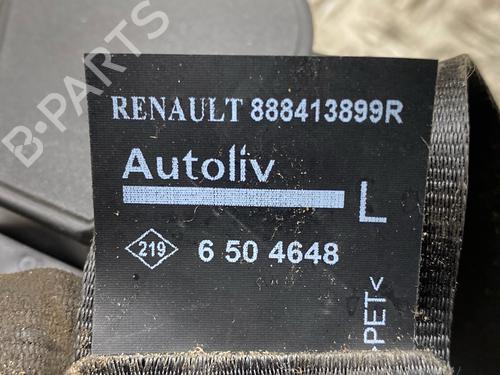 B-PARTS
RENAULT 888413899R
Autoliv
L
219 6 50 4648
PET<